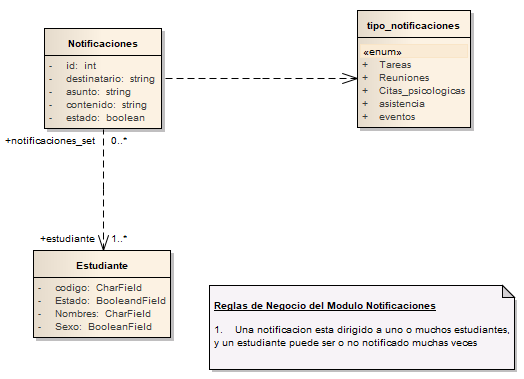 Notificaciones
- id: int
- destinatario: string
- asunto: string
- contenido: string
- estado: boolean
tipo_notificaciones
«enum»
+ Tareas
+ Reuniones
+ Citas_psicologicas
+ asistencia
+ eventos
+notificaciones_set 0..*
+estudiante 1..*
Estudiante
- codigo: CharField
- Estado: BooleandField
- Nombres: CharField
- Sexo: BooleanField
Reglas de Negocio del Modulo Notificaciones
1. Una notificacion esta dirigido a uno o muchos estudiantes,
y un estudiante puede ser o no notificado muchas veces